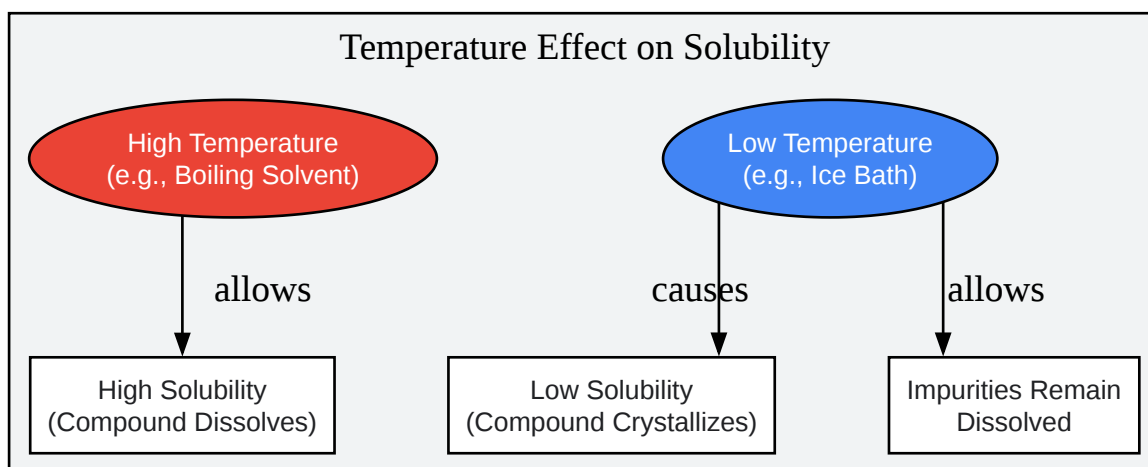 Temperature Effect on Solubility
High Temperature
(e.g., Boiling Solvent)
Low Temperature
(e.g., Ice Bath)
allows
causes
allows
High Solubility
(Compound Dissolves)
Low Solubility
(Compound Crystallizes)
Impurities Remain
Dissolved